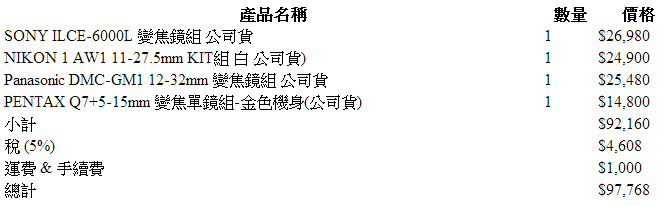 產品名稱 數量 價格
SONY ILCE-6000L 變焦鏡組 公司貨 1 $26,980
NIKON 1 AW1 11-27.5mm KIT組 白 公司貨) 1 $24,900
Panasonic DMC-GM1 12-32mm 變焦鏡組 公司貨 1 $25,480
PENTAX Q7+5-15mm 變焦單鏡組-金色機身(公司貨) 1 $14,800
小計 $92,160
稅 (5%) $4,608
運費 & 手續費 $1,000
總計 $97,768